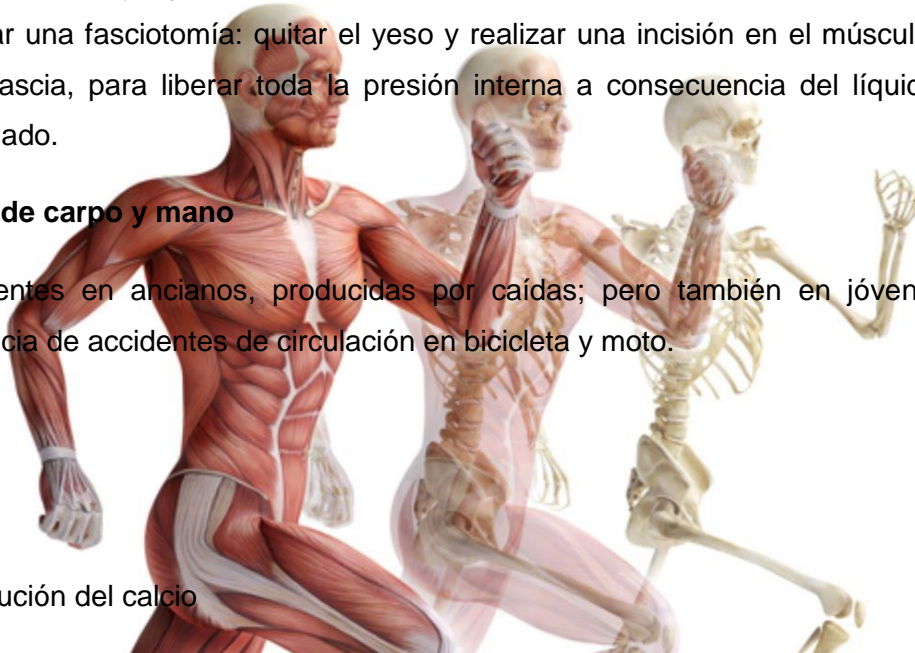 ar una fasciotomía: quitar el yeso y realizar una incisión en el múscul
ascia, para liberar toda la presión interna a consecuencia del líquid
ado.
de carpo y mano
entes en ancianos, producidas por caídas; pero también en jóven
cia de accidentes de circulación en bicicleta y moto.
ución del calcio